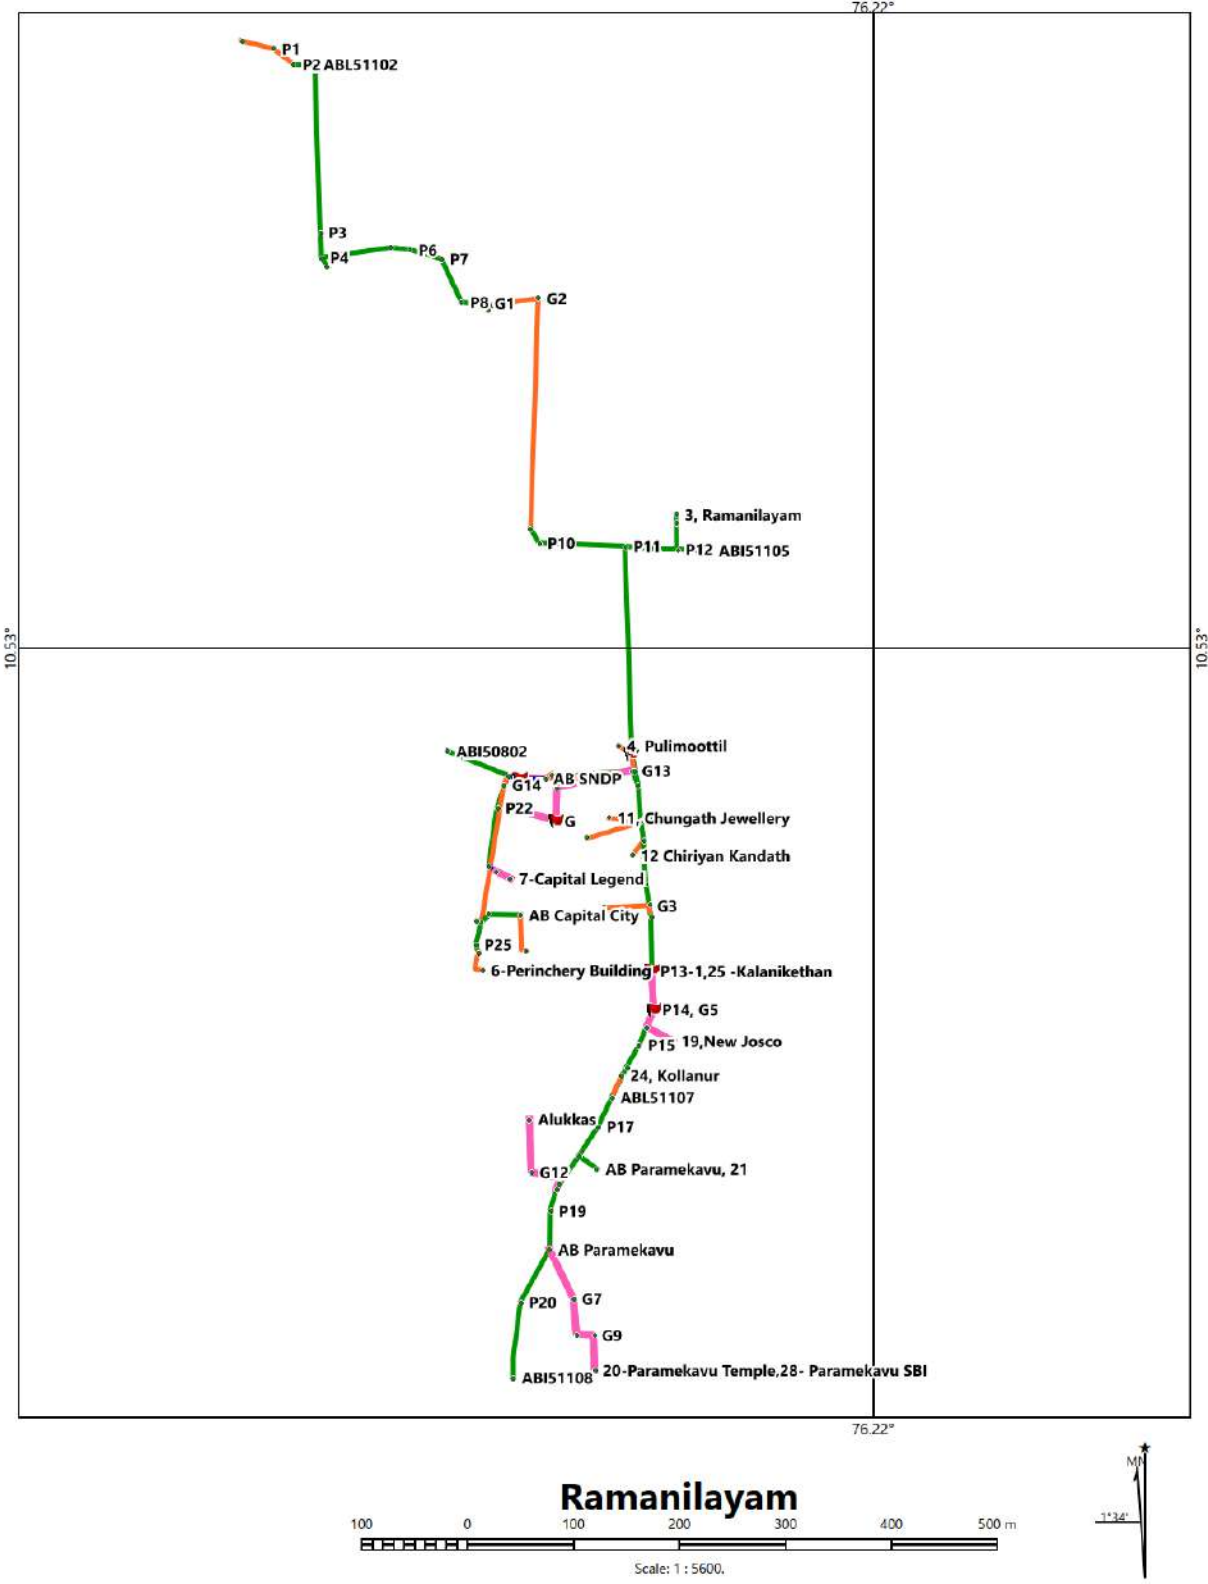 76.22°
P1
P2 ABL51102
P3
P4
P6
P7
P8
G1
G2
3, Ramanilayam
P10
P11
P12 ABI51105
10.53°
10.53°
4, Pulimoottil
ABI50802
G13
AB SNDP
G14
P22
G
11, Chungath Jewellery
12 Chiriyan Kandath
7-Capital Legend
G3
AB Capital City
P25
6-Perinchery Building
P13-1,25 -Kalanikethan
P14, G5
19,New Josco
P15
24, Kollanur
ABL51107
Alukkas
P17
AB Paramekavu, 21
G12
P19
AB Paramekavu
G7
P20
G9
20-Paramekavu Temple,28- Paramekavu SBI
ABI51108
76.22°
MN
Ramanilayam
1°34'
100 0 100 200 300 400 500 m
Scale: 1 : 5600.